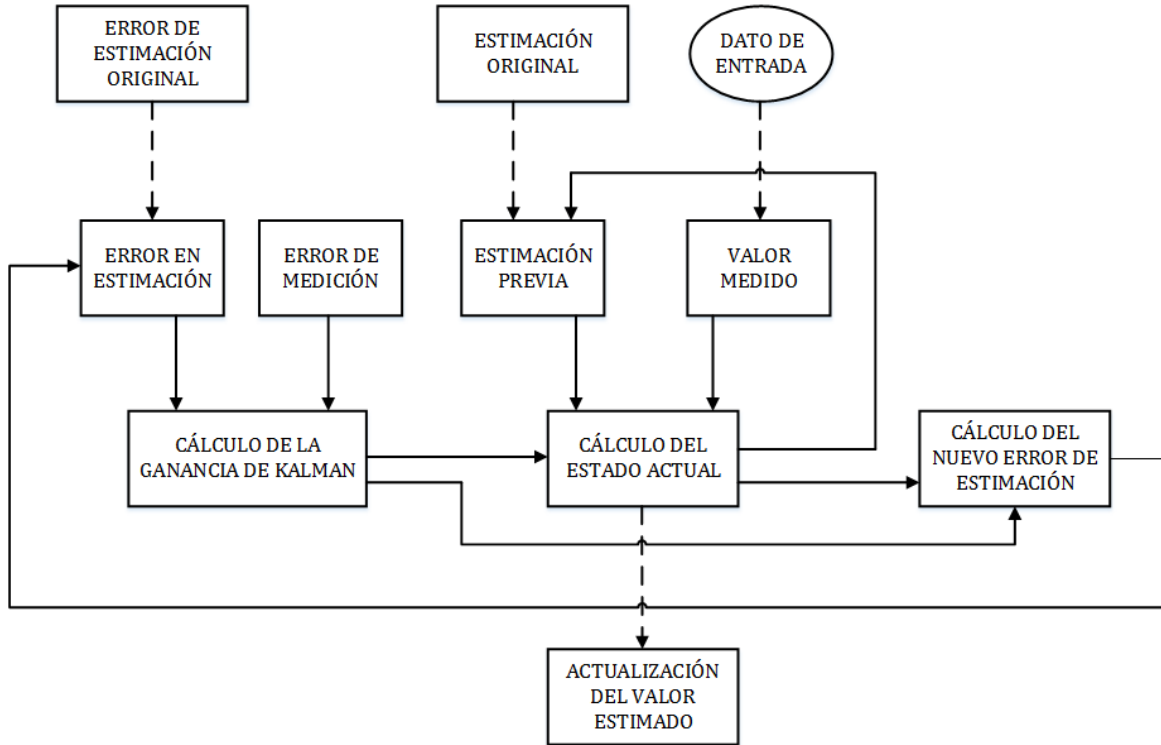 ERROR DE
ESTIMACIÓN
ORIGINAL
ESTIMACIÓN
ORIGINAL
DATO DE
ENTRADA
ERROR EN
ESTIMACIÓN
ERROR DE
MEDICIÓN
ESTIMACIÓN
PREVIA
VALOR
MEDIDO
CÁLCULO DE LA
GANANCIA DE KALMAN
CÁLCULO DEL
ESTADO ACTUAL
CÁLCULO DEL
NUEVO ERROR DE
ESTIMACIÓN
ACTUALIZACIÓN
DEL VALOR
ESTIMADO